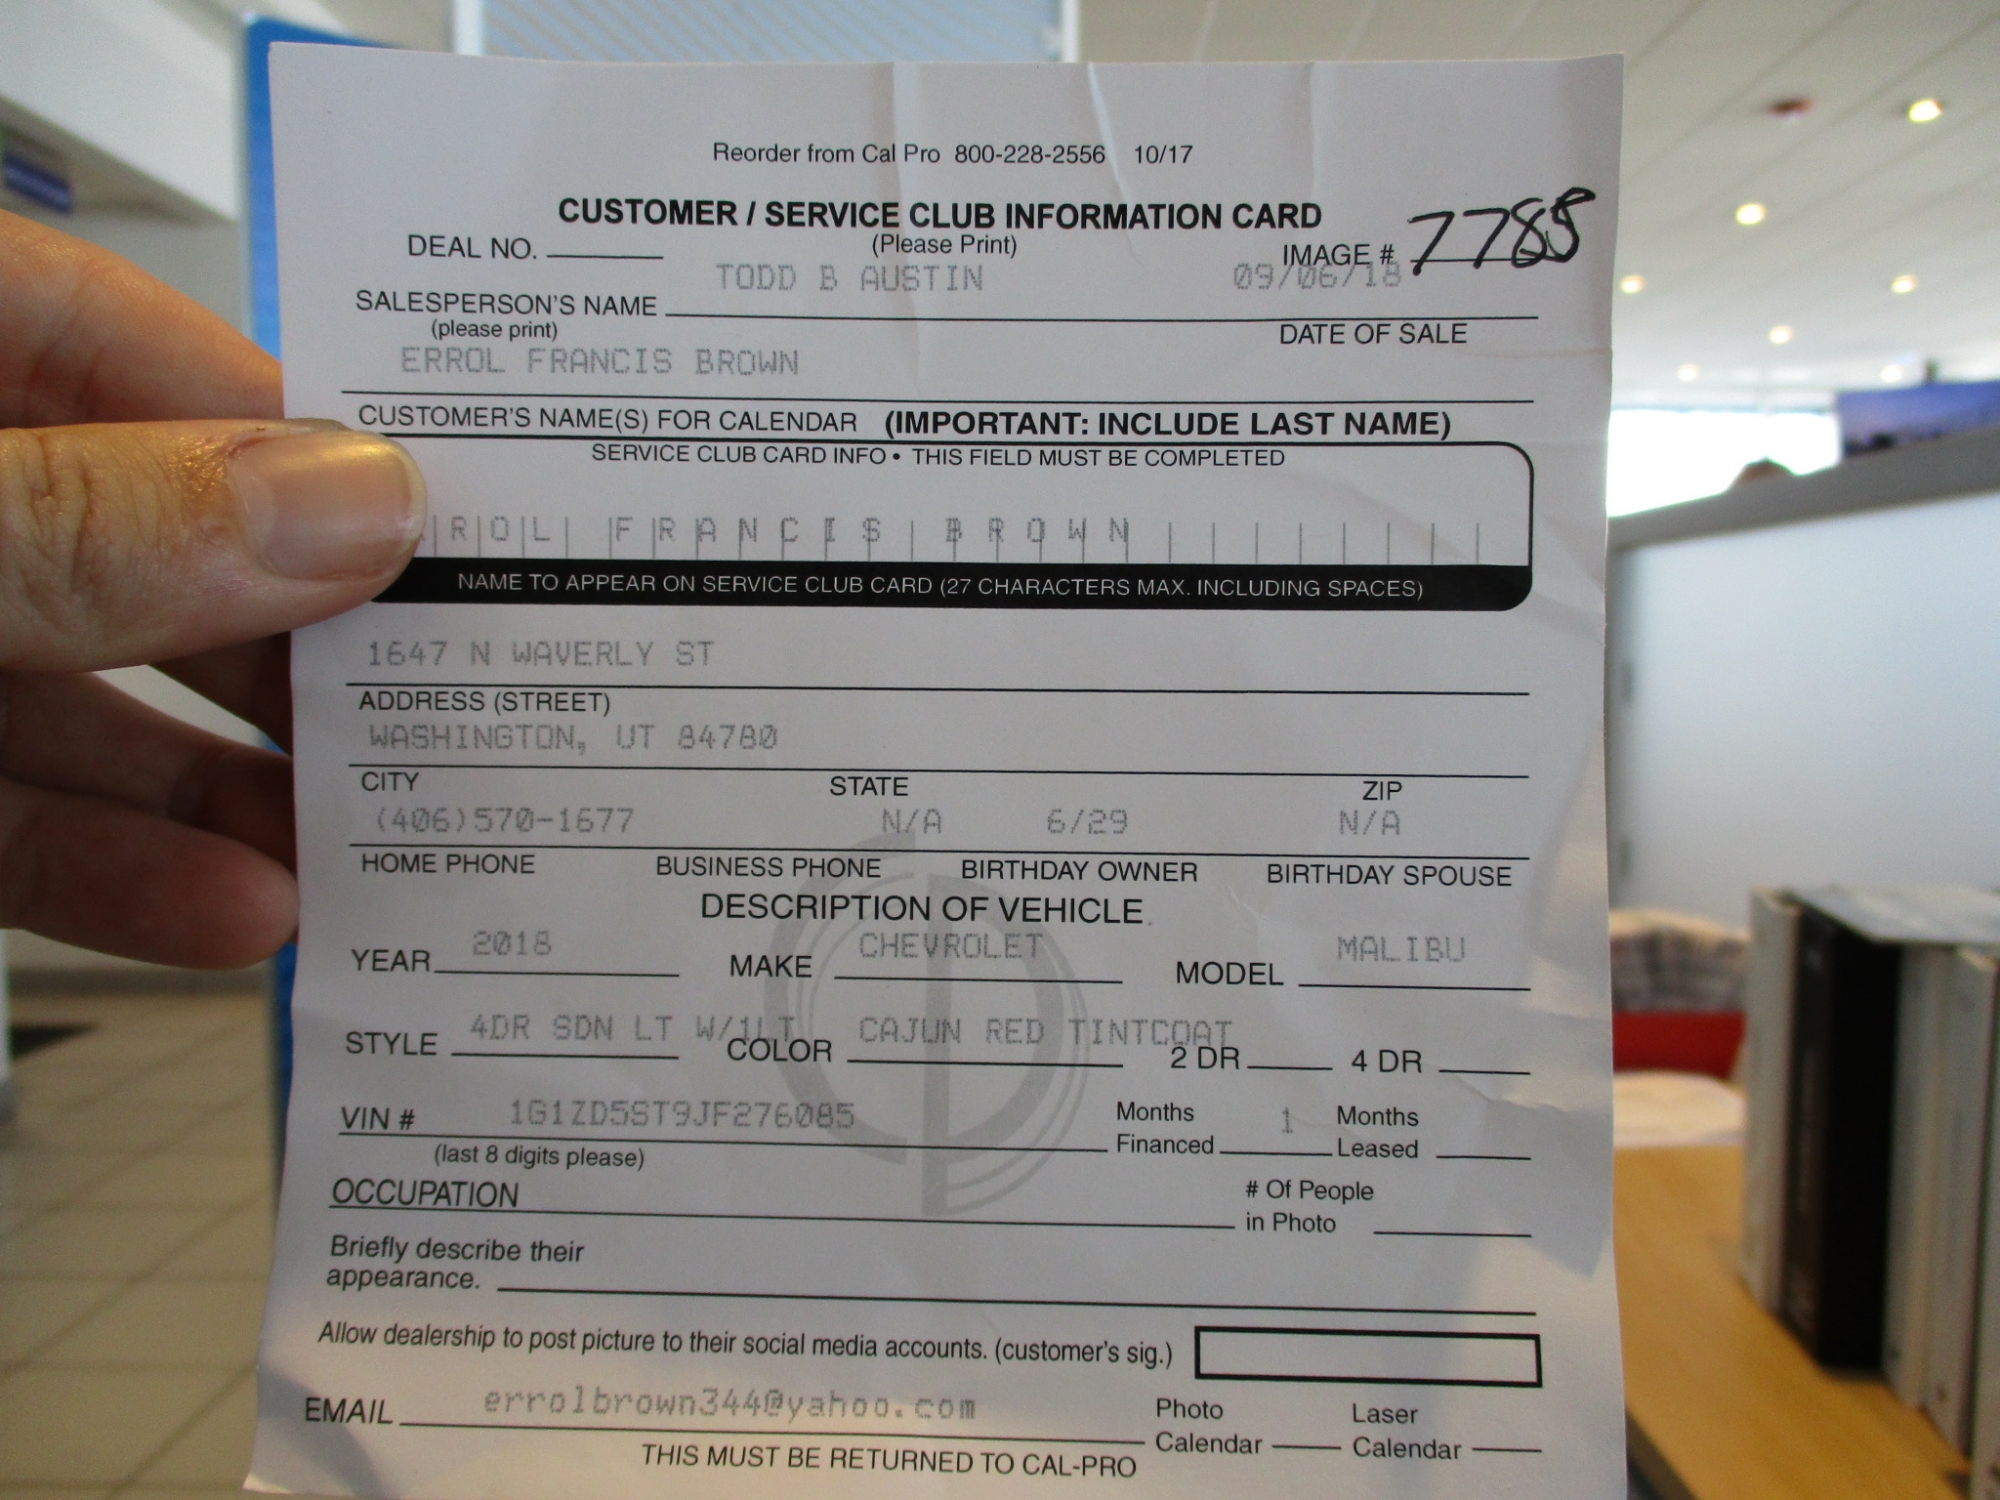 Reorder from Cal Pro 800-228-2556 10/17
CUSTOMER / SERVICE CLUB INFORMATION CARD
DEAL NO. (Please Print) IMAGE # 7788
TODD B AUSTIN 09/06/18
SALESPERSON'S NAME
(please print) DATE OF SALE
ERROL FRANCIS BROWN
CUSTOMER'S NAME(S) FOR CALENDAR (IMPORTANT: INCLUDE LAST NAME)
SERVICE CLUB CARD INFO • THIS FIELD MUST BE COMPLETED
ROL FRANCIS BROWN
NAME TO APPEAR ON SERVICE CLUB CARD (27 CHARACTERS MAX. INCLUDING SPACES)
1647 N WAVERLY ST
ADDRESS (STREET)
WASHINGTON, UT 84780
CITY STATE ZIP
(406)570-1677 N/A 6/29 N/A
HOME PHONE BUSINESS PHONE BIRTHDAY OWNER BIRTHDAY SPOUSE
DESCRIPTION OF VEHICLE
YEAR 2018 MAKE CHEVROLET MODEL MALIBU
STYLE 4DR SDN LT W/1LT COLOR CAJUN RED TINTCOAT 2 DR 4 DR
VIN # 1G1ZD5ST9JF276085 Months Financed 1 Months Leased
(last 8 digits please)
OCCUPATION # Of People in Photo
Briefly describe their
appearance.
Allow dealership to post picture to their social media accounts. (customer's sig.)
EMAIL errolbrown344@yahoo.com Photo Calendar Laser Calendar
THIS MUST BE RETURNED TO CAL-PRO